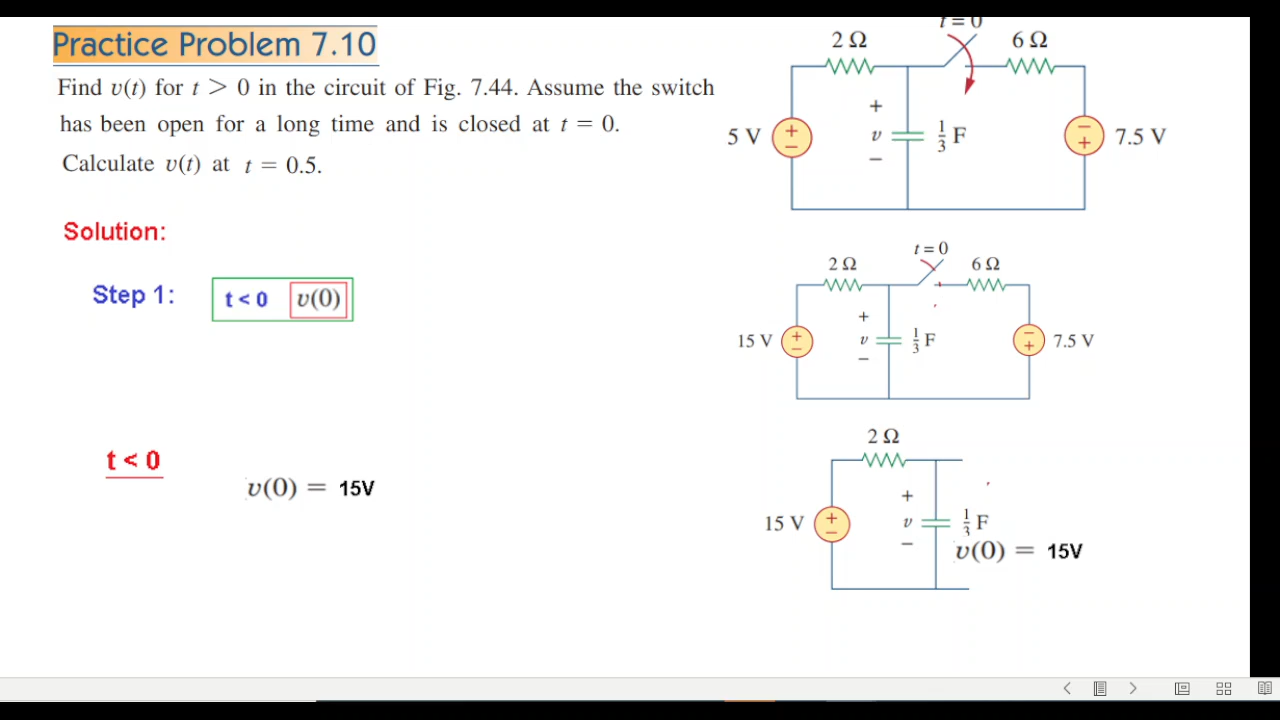 Practice Problem 7.10
Find v(t) for t > 0 in the circuit of Fig. 7.44. Assume the switch
has been open for a long time and is closed at t = 0.
Calculate v(t) at t = 0.5.
Solution:
Step 1:
t < 0 v(0)
t < 0
v(0) = 15V
t = 0
2 Ω
6 Ω
5 V
+
-
+
v
-
1/3 F
-
+
7.5 V
t = 0
2 Ω
6 Ω
15 V
+
-
+
v
-
1/3 F
-
+
7.5 V
2 Ω
15 V
+
-
+
v
-
1/3 F
v(0) = 15V